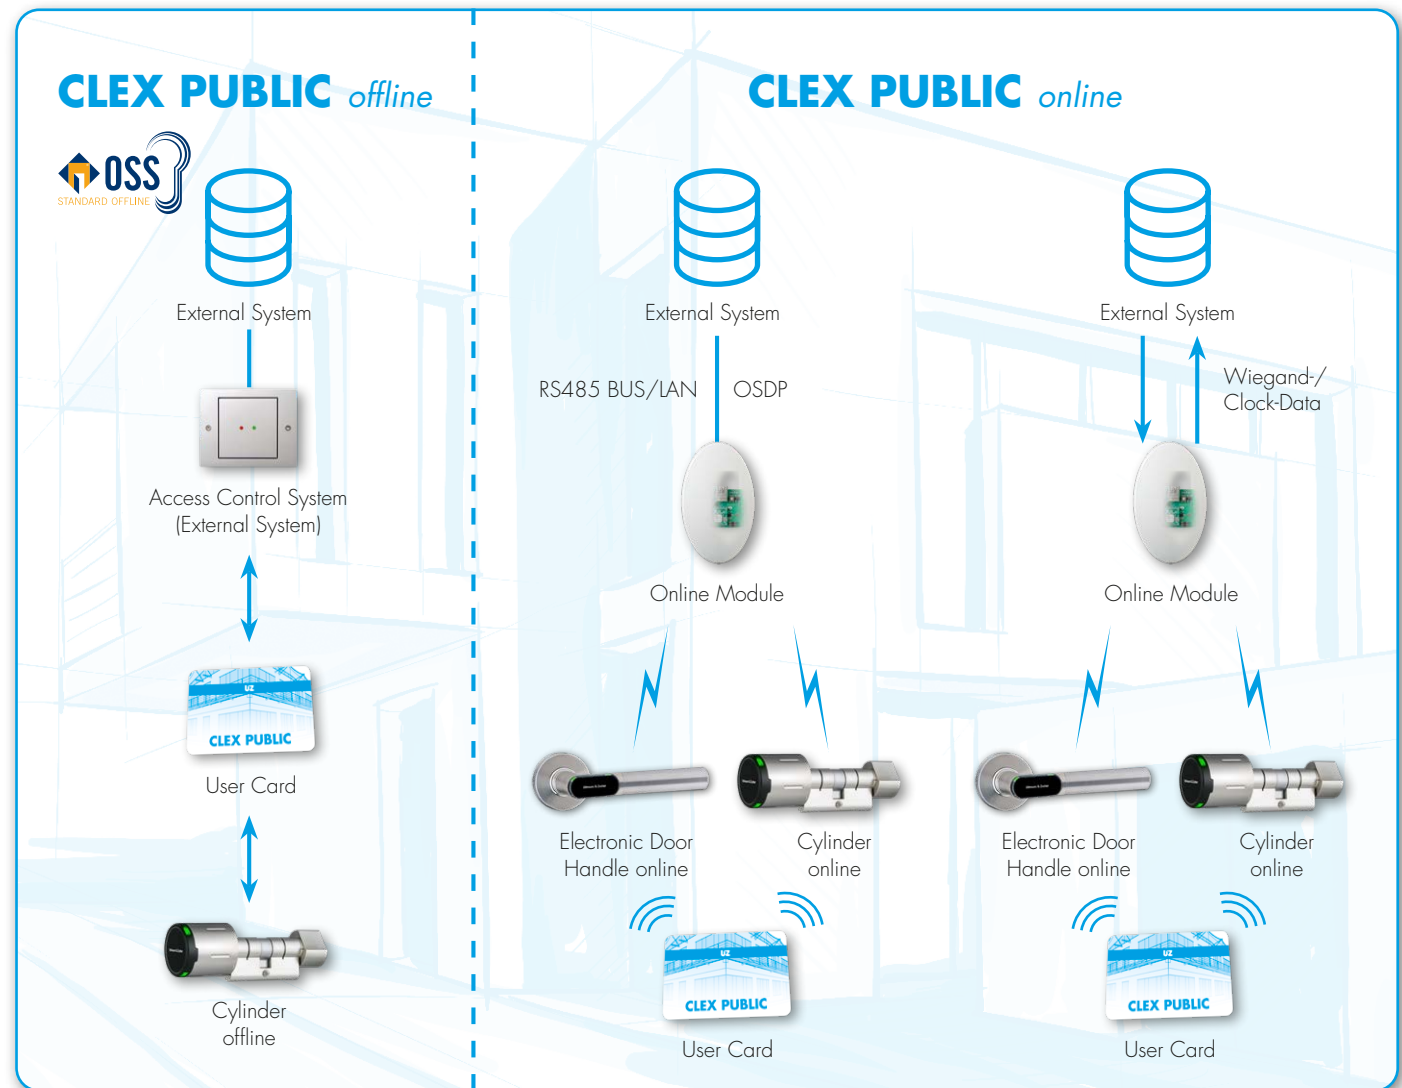 CLEX PUBLIC offline
OSS
STANDARD OFFLINE
External System
Access Control System
(External System)
UZ
CLEX PUBLIC
User Card
Cylinder
offline
CLEX PUBLIC online
External System
RS485 BUS/LAN
OSDP
Online Module
Electronic Door
Handle online
Cylinder
online
UZ
CLEX PUBLIC
User Card
External System
Wiegand-/
Clock-Data
Online Module
Electronic Door
Handle online
Cylinder
online
UZ
CLEX PUBLIC
User Card